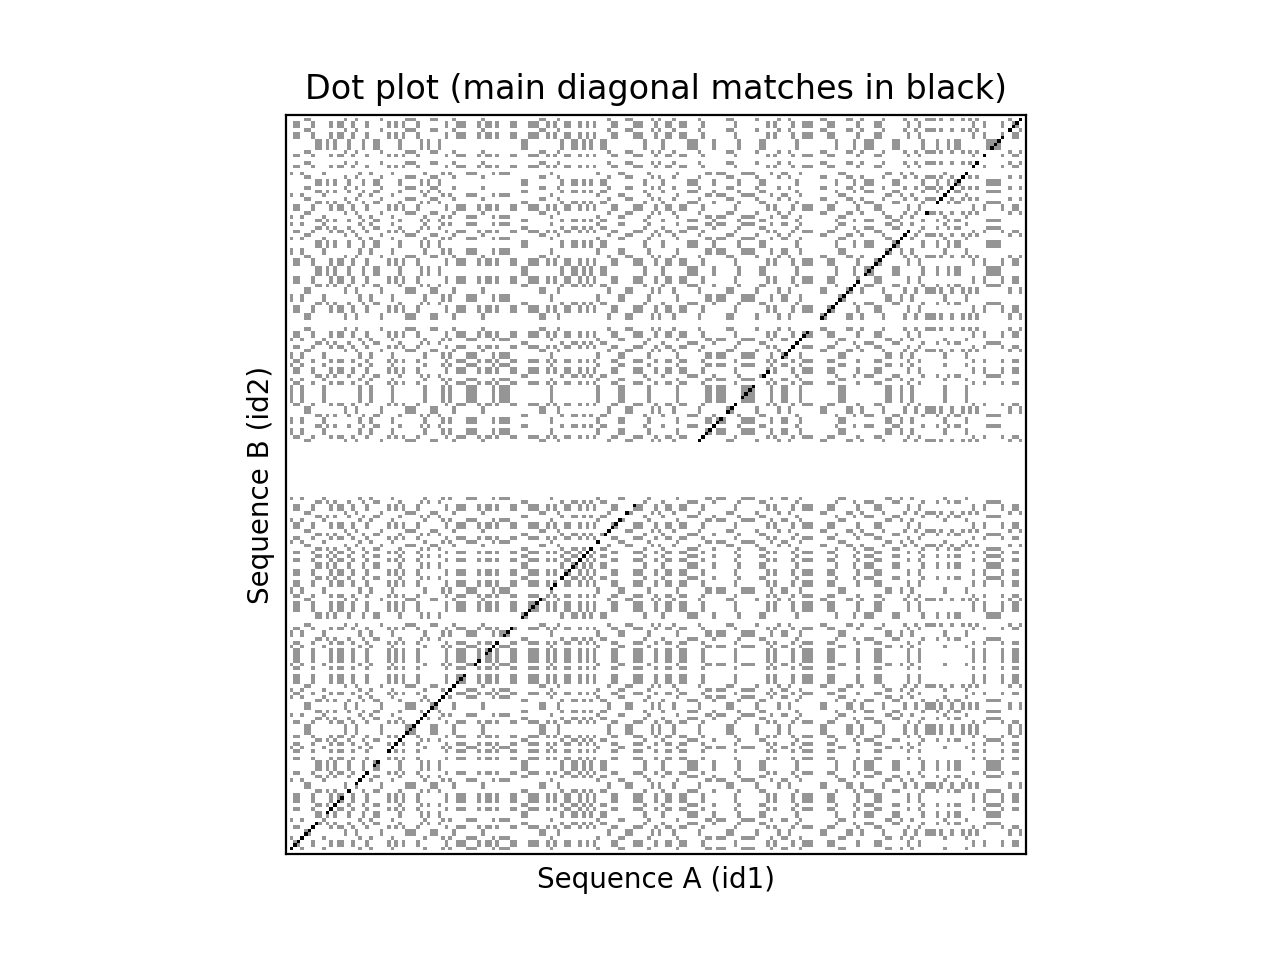 Dot plot (main diagonal matches in black)
Sequence B (id2)
Sequence A (id1)